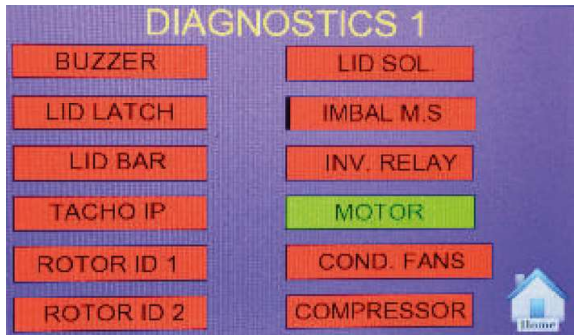 DIAGNOSTICS 1
BUZZER
LID SOL.
LID LATCH
IMBAL M.S
LID BAR
INV. RELAY
TACHO IP
MOTOR
ROTOR ID 1
COND. FANS
ROTOR ID 2
COMPRESSOR
Home